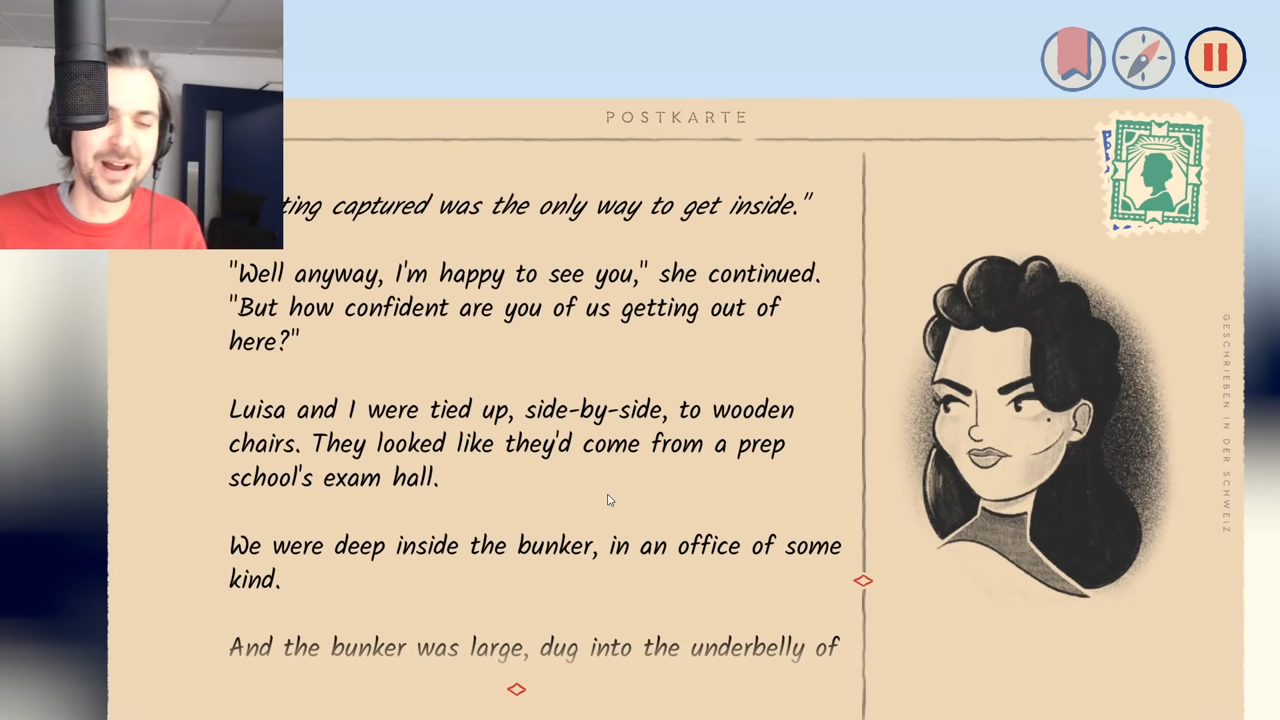 POSTKARTE
ting captured was the only way to get inside."
"Well anyway, I'm happy to see you," she continued.
"But how confident are you of us getting out of
here?"
Luisa and I were tied up, side-by-side, to wooden
chairs. They looked like they'd come from a prep
school's exam hall.
We were deep inside the bunker, in an office of some
kind.
And the bunker was large, dug into the underbelly of
GESCHRIEBEN IN DER SCHWEIZ